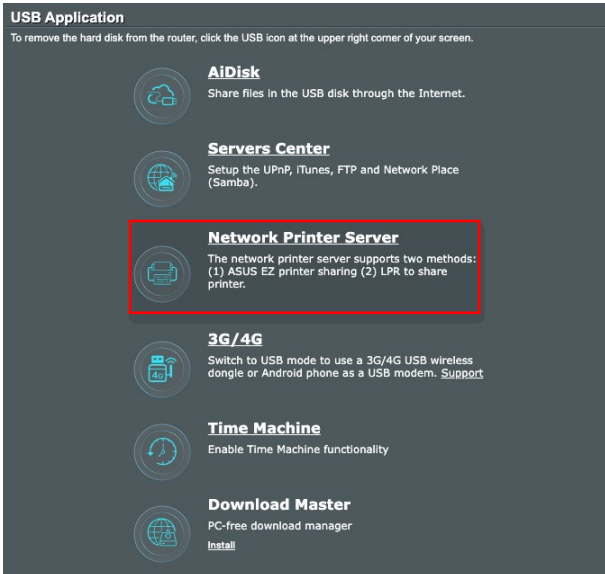 USB Application
To remove the hard disk from the router, click the USB icon at the upper right corner of your screen.
AiDisk
Share files in the USB disk through the Internet.
Servers Center
Setup the UPnP, iTunes, FTP and Network Place
(Samba).
Network Printer Server
The network printer server supports two methods:
(1) ASUS EZ printer sharing (2) LPR to share
printer.
3G/4G
Switch to USB mode to use a 3G/4G USB wireless
dongle or Android phone as a USB modem. Support
4G
Time Machine
Enable Time Machine functionality
Download Master
PC-free download manager
Install